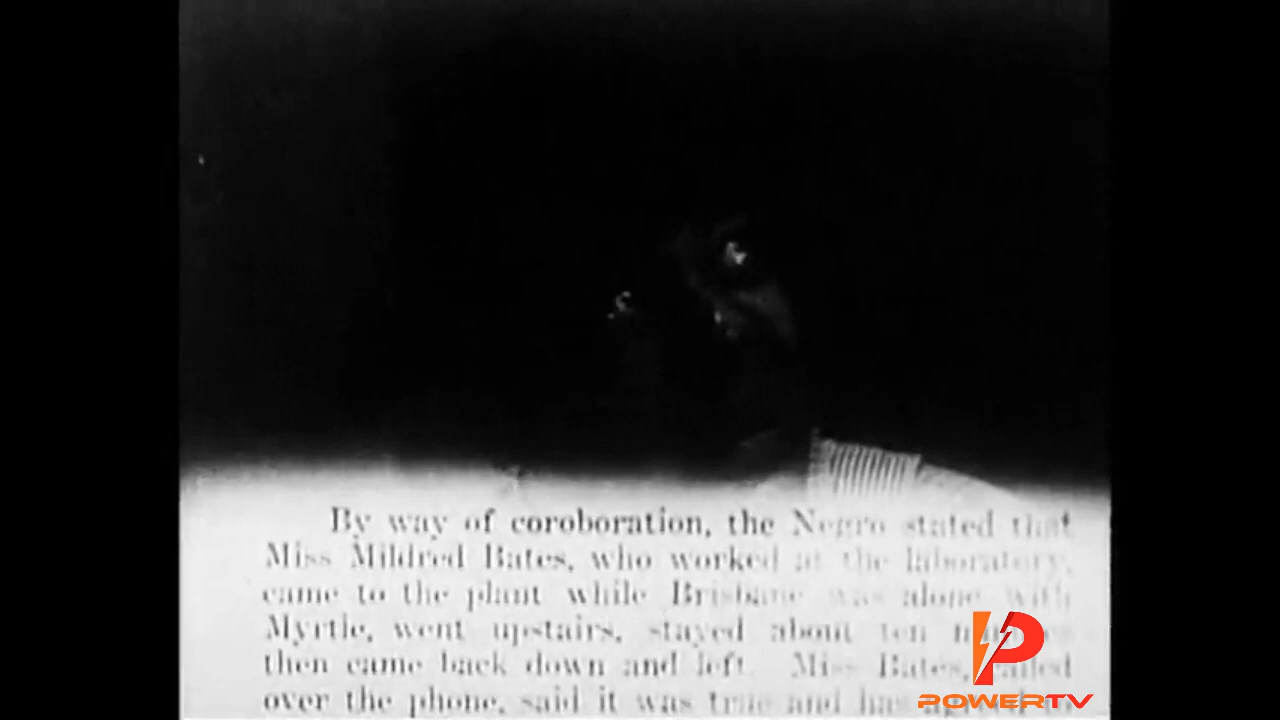 By way of coroboration, the Negro stated that
Miss Mildred Bates, who worked at the laboratory,
came to the plant while Brisbane was alone with
Myrtle, went upstairs, stayed about ten
then came back down and left. Miss Bates,
over the phone, said it was true and has
P
POWERTV